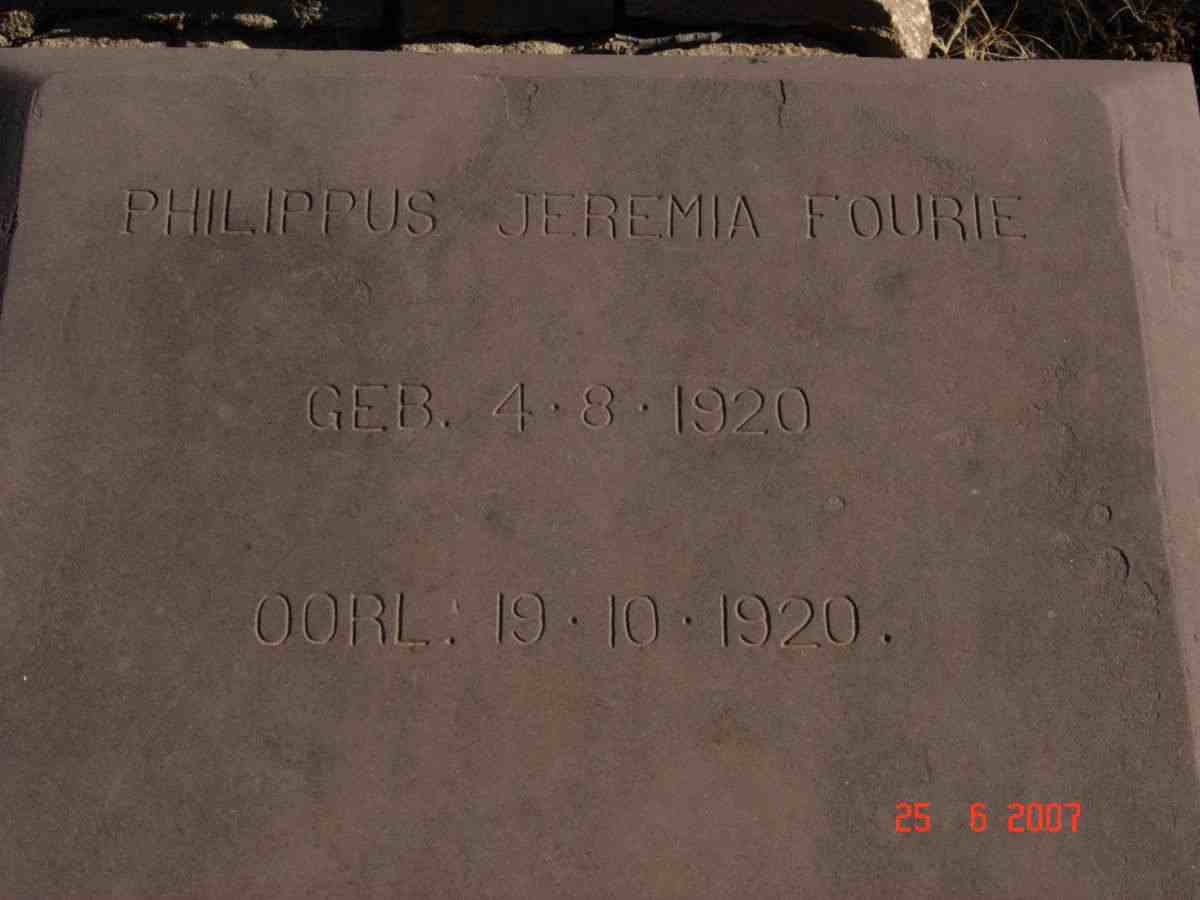 PHILIPPUS JEREMIA FOURIE
GEB. 4·8·1920
OORL: 19·10·1920.
25 6 2007